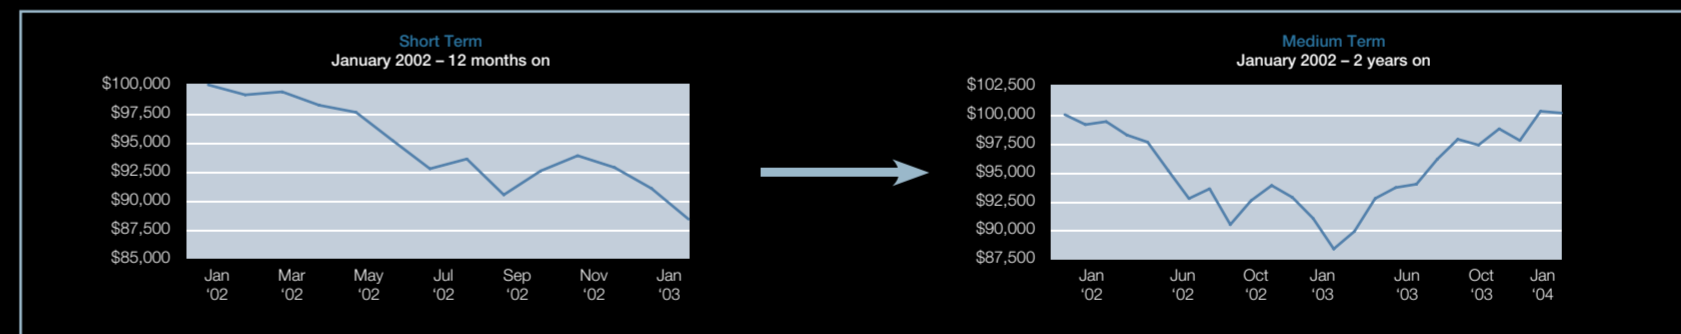 Short Term
January 2002 – 12 months on
$100,000
$97,500
$95,000
$92,500
$90,000
$87,500
$85,000
Jan Mar May Jul Sep Nov Jan
‘02 ‘02 ‘02 ‘02 ‘02 ‘02 ‘03
Medium Term
January 2002 – 2 years on
$102,500
$100,000
$97,500
$95,000
$92,500
$90,000
$87,500
Jan Jun Oct Jan Jun Oct Jan
‘02 ‘02 ‘02 ‘03 ‘03 ‘03 ‘04